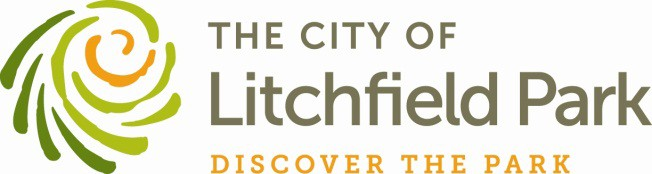 THE CITY OF
Litchfield Park
DISCOVER THE PARK